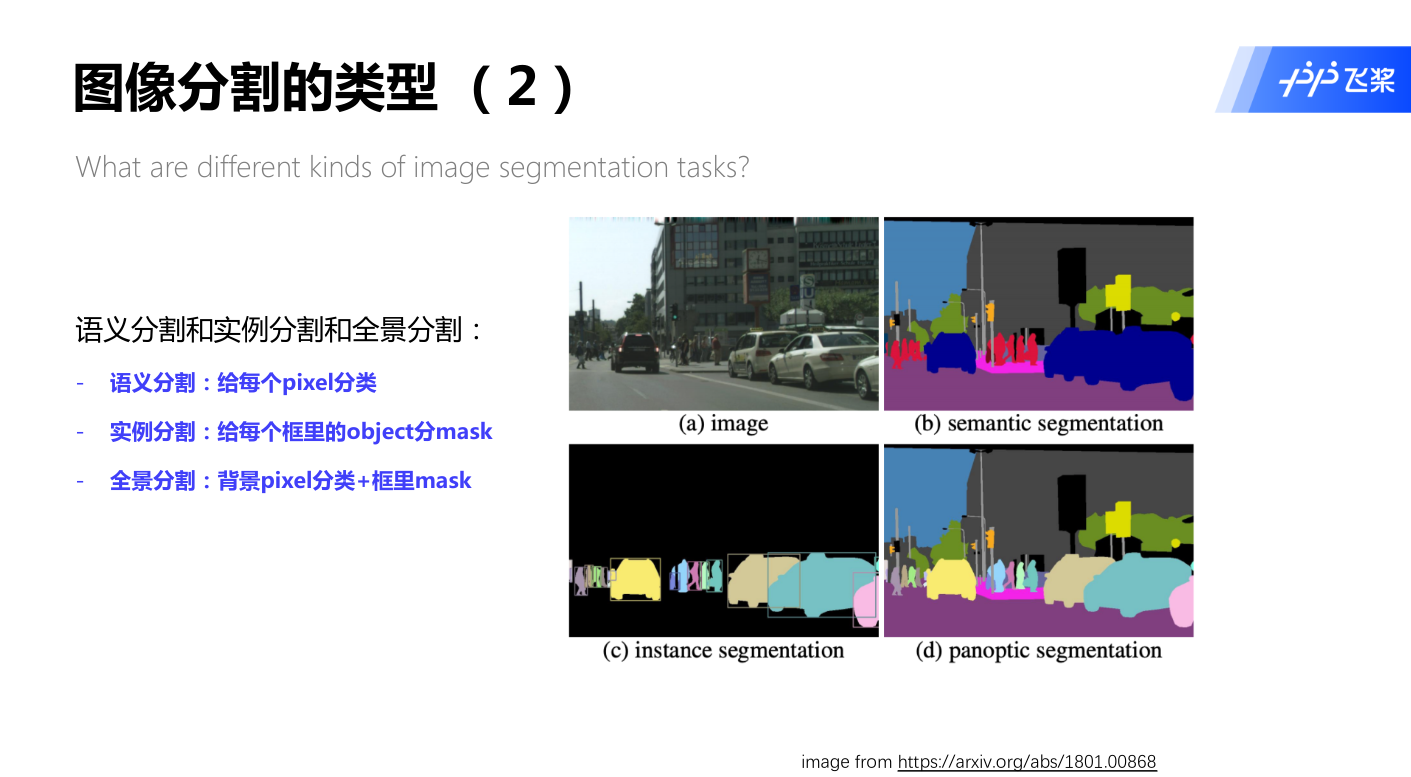 图像分割的类型 （2）
飞桨
What are different kinds of image segmentation tasks?
语义分割和实例分割和全景分割：
- 语义分割：给每个pixel分类
- 实例分割：给每个框里的object分mask
- 全景分割：背景pixel分类+框里mask
(a) image
(b) semantic segmentation
(c) instance segmentation
(d) panoptic segmentation
image from https://arxiv.org/abs/1801.00868